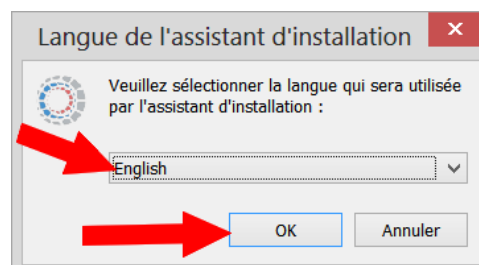 Langue de l'assistant d'installation
Veuillez sélectionner la langue qui sera utilisée
par l'assistant d'installation :
English
OK Annuler